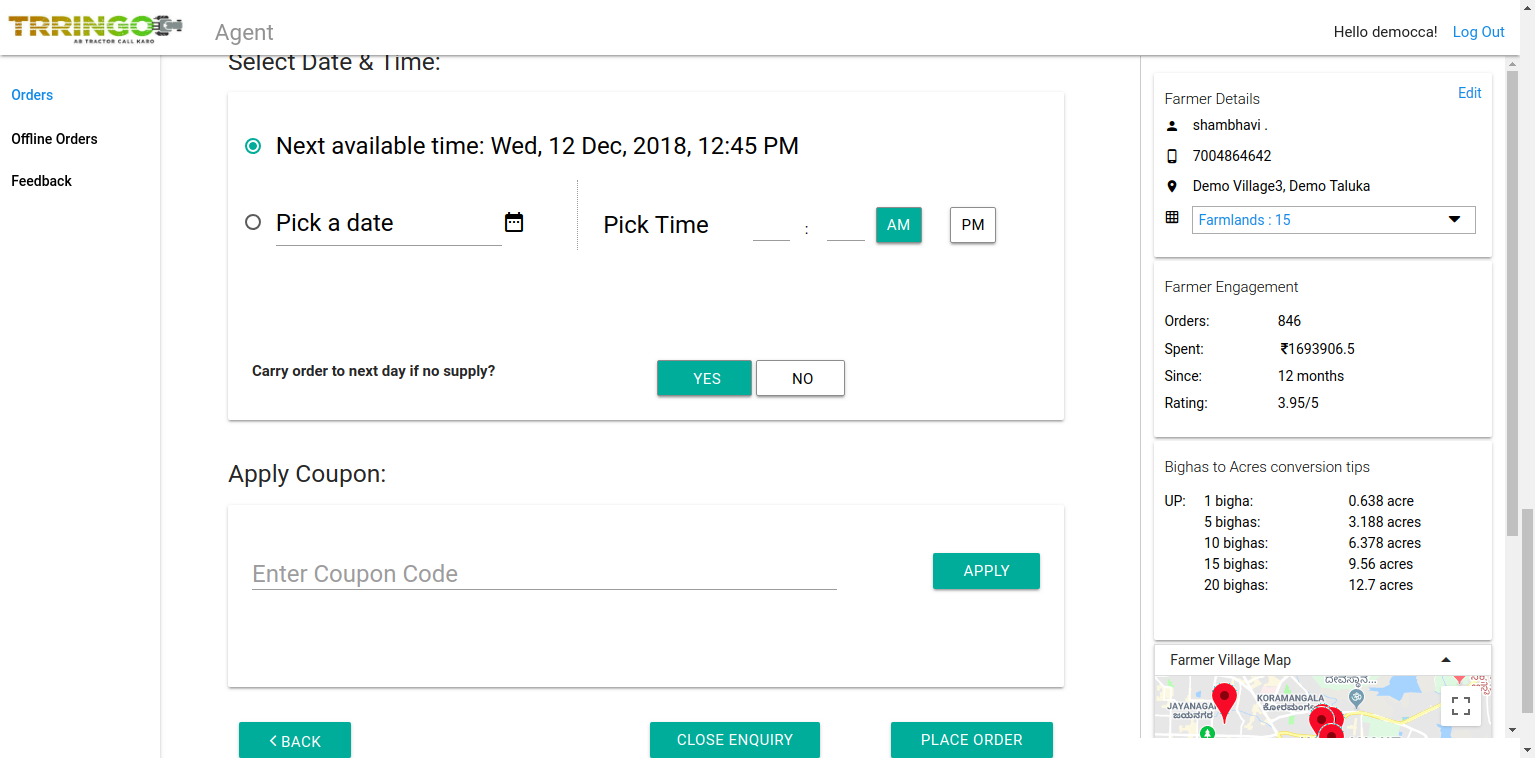 TRRINGO
AB TRACTOR CALL KARO
Agent
Hello democca!
Log Out
Orders
Offline Orders
Feedback
Select Date & Time:
Next available time: Wed, 12 Dec, 2018, 12:45 PM
Pick a date
Pick Time
:
AM
PM
Carry order to next day if no supply?
YES
NO
Apply Coupon:
Enter Coupon Code
APPLY
BACK
CLOSE ENQUIRY
PLACE ORDER
Farmer Details
Edit
shambhavi .
7004864642
Demo Village3, Demo Taluka
Farmlands : 15
Farmer Engagement
Orders: 846
Spent: ₹1693906.5
Since: 12 months
Rating: 3.95/5
Bighas to Acres conversion tips
UP: 1 bigha: 0.638 acre
5 bighas: 3.188 acres
10 bighas: 6.378 acres
15 bighas: 9.56 acres
20 bighas: 12.7 acres
Farmer Village Map
ದೇವಸ್ಥಾನ...
KORAMANGALA
ಕೋರಮಂಗಲ
JAYANAGAR
ಜಯನಗರ